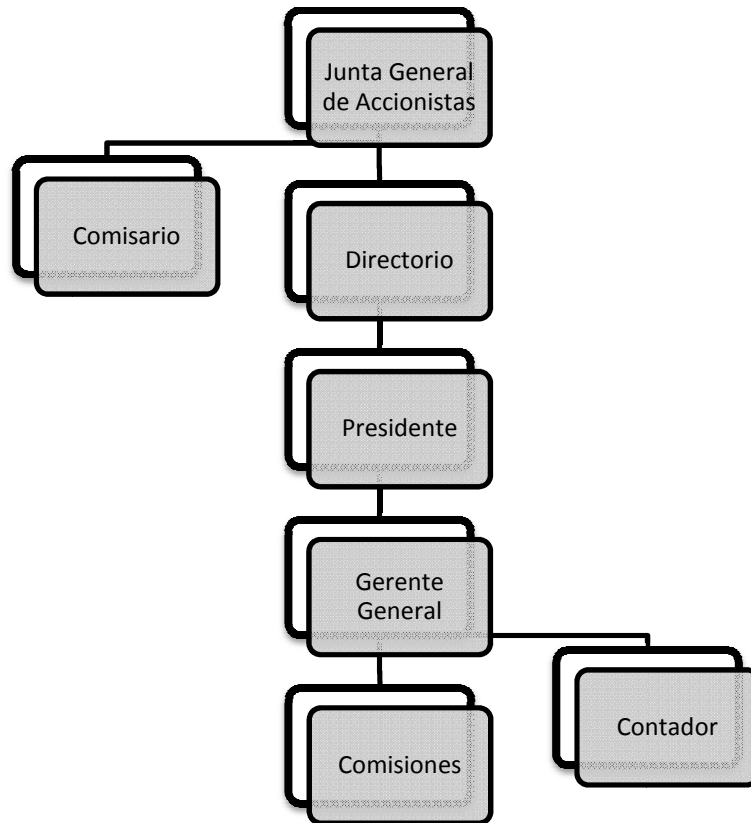 Junta General
de Accionistas
Comisario
Directorio
Presidente
Gerente
General
Contador
Comisiones